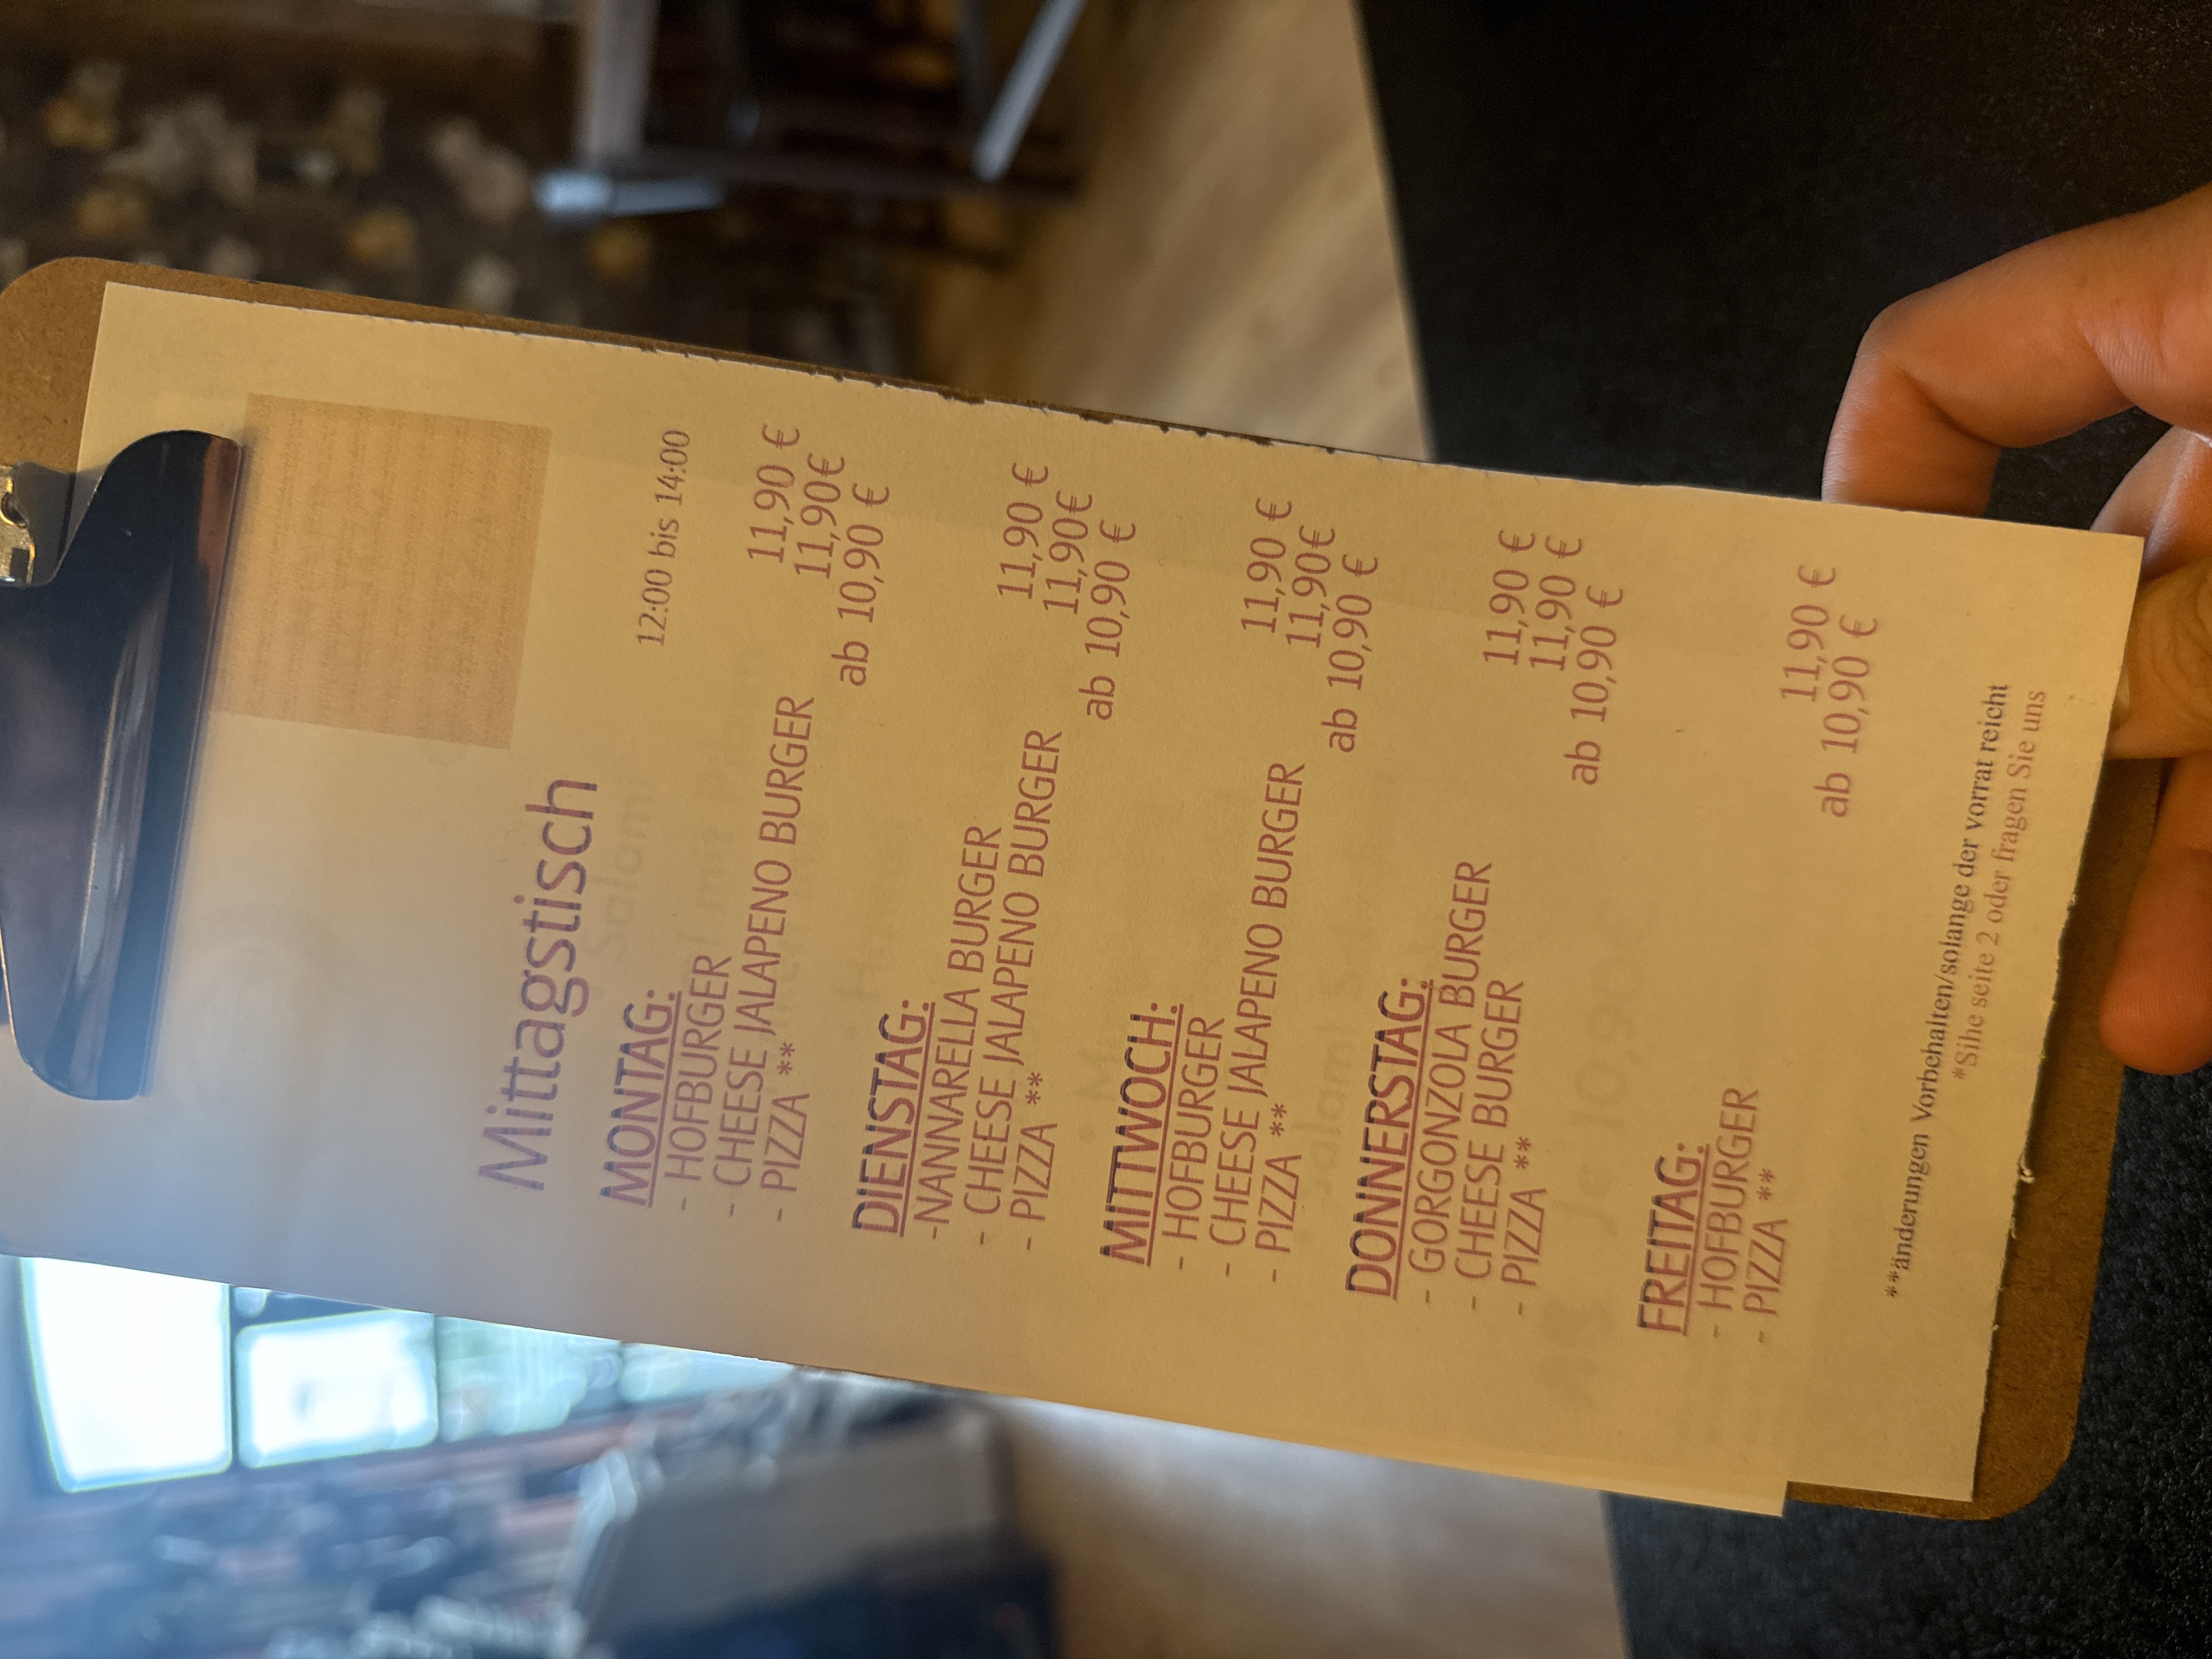 Mittagstisch
12:00 bis 14:00
MONTAG:
- HOFBURGER 11,90 €
- CHEESE JALAPENO BURGER 11,90€
- PIZZA ** ab 10,90 €
DIENSTAG:
-NANNARELLA BURGER 11,90 €
- CHEESE JALAPENO BURGER 11,90€
- PIZZA ** ab 10,90 €
MITTWOCH:
- HOFBURGER 11,90 €
- CHEESE JALAPENO BURGER 11,90€
- PIZZA ** ab 10,90 €
DONNERSTAG:
- GORGONZOLA BURGER 11,90 €
- CHEESE BURGER 11,90 €
- PIZZA ** ab 10,90 €
FREITAG:
- HOFBURGER 11,90 €
- PIZZA ** ab 10,90 €
**änderungen Vorbehalten/solange der vorrat reicht
*Sihe seite 2 oder fragen Sie uns